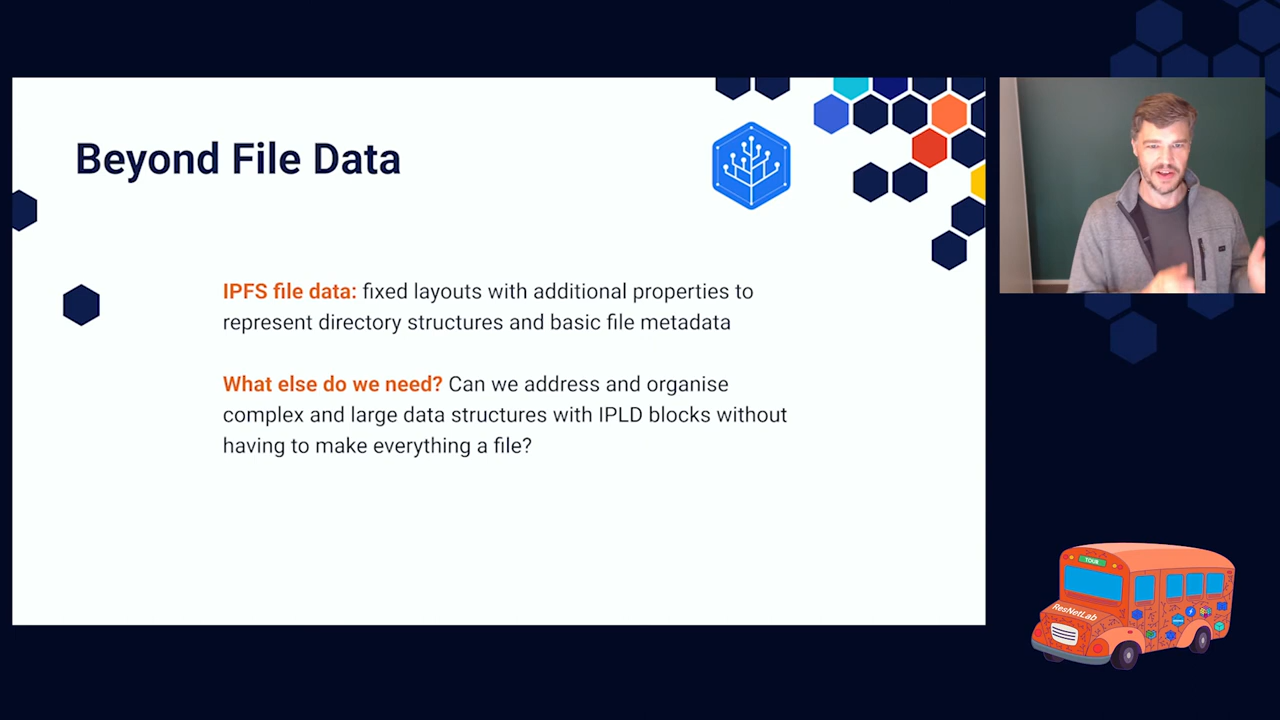 Beyond File Data
IPFS file data: fixed layouts with additional properties to
represent directory structures and basic file metadata
What else do we need? Can we address and organise
complex and large data structures with IPLD blocks without
having to make everything a file?
TOUR
ResNetLab